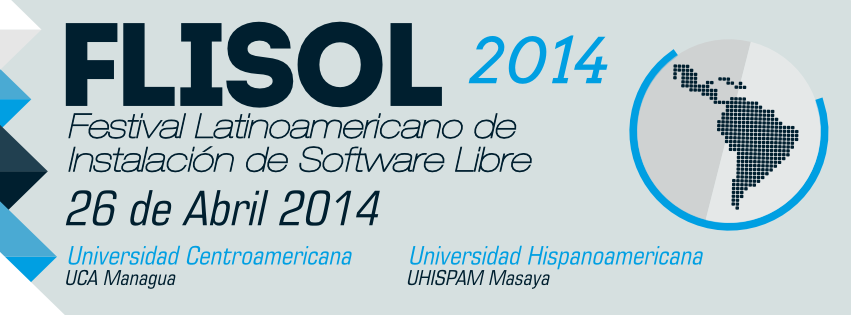 FLISOL 2014
Festival Latinoamericano de
Instalación de Software Libre
26 de Abril 2014
Universidad Centroamericana
UCA Managua
Universidad Hispanoamericana
UHISPAM Masaya